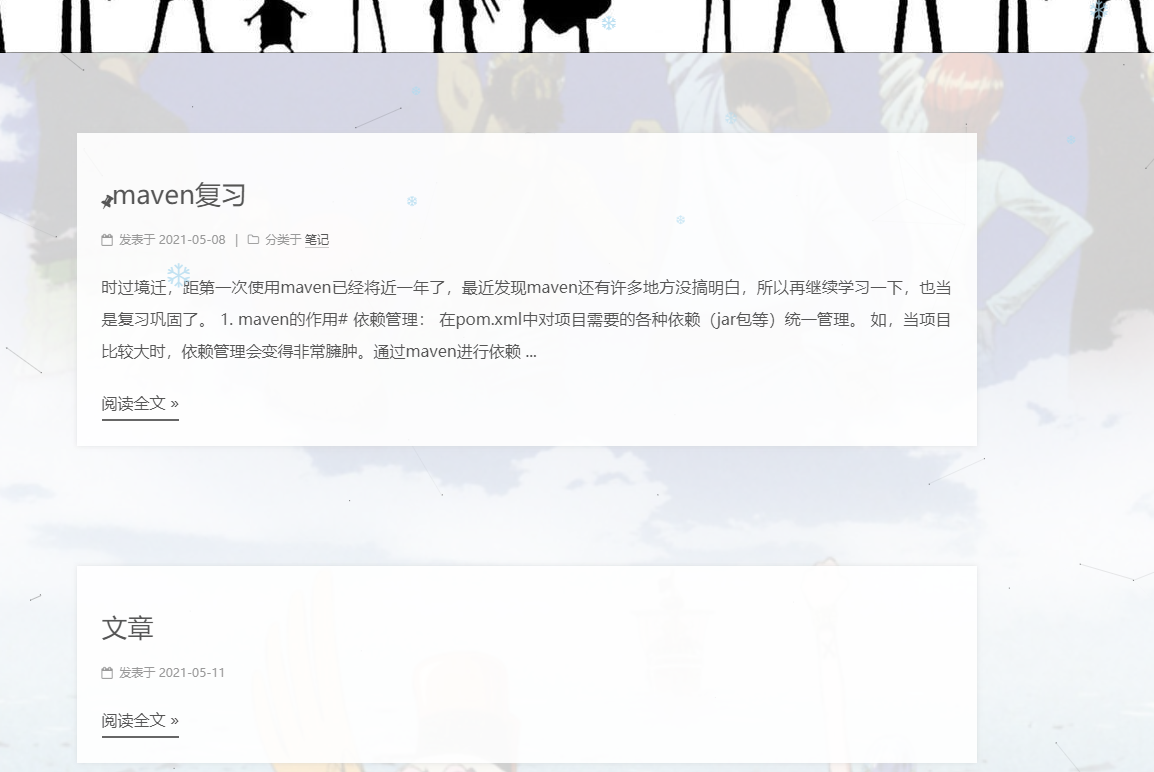 maven复习
发表于 2021-05-08 | 分类于 笔记
时过境迁，距第一次使用maven已经将近一年了，最近发现maven还有许多地方没搞明白，所以再继续学习一下，也当
是复习巩固了。 1. maven的作用# 依赖管理： 在pom.xml中对项目需要的各种依赖（jar包等）统一管理。 如，当项目
比较大时，依赖管理会变得非常臃肿。通过maven进行依赖 ...
阅读全文 »
文章
发表于 2021-05-11
阅读全文 »